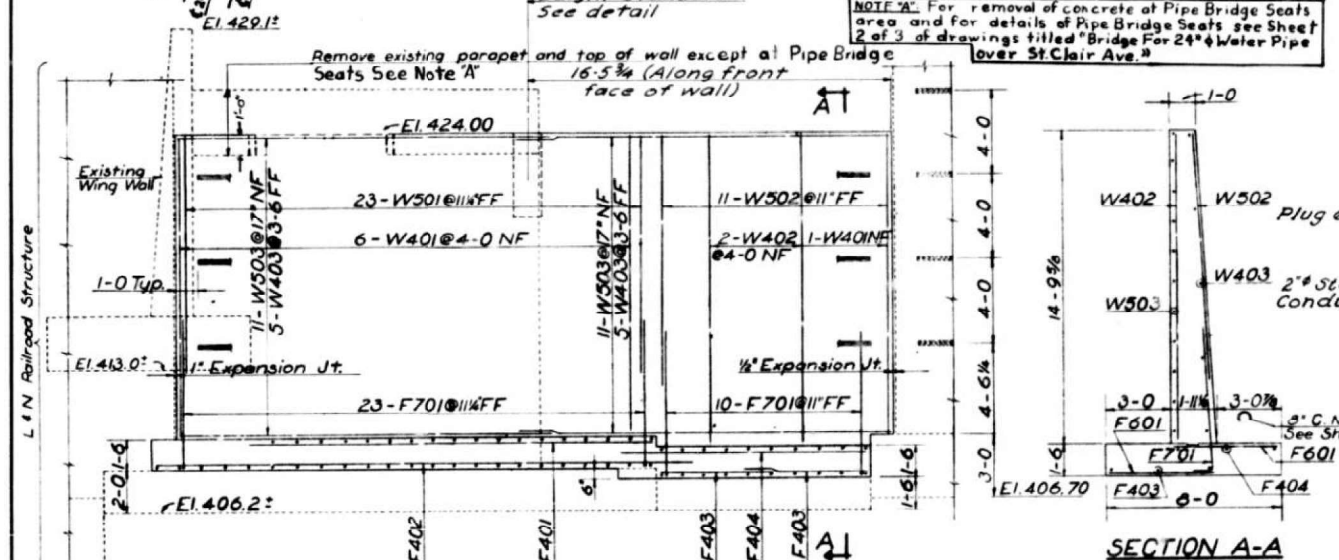 El. 429.1±
See detail
NOTE "A": For removal of concrete at Pipe Bridge Seats
area and for details of Pipe Bridge Seats see Sheet
2 of 3 of drawings titled "Bridge For 24"ϕ Water Pipe
over St. Clair Ave."
Remove existing parapet and top of wall except at Pipe Bridge
Seats See Note "A"
16-5 3/4 (Along front
face of wall)
A
1'-0"
El. 424.00
1-0
Existing
Wing Wall
23-W501@11¼"FF
11-W502@11"FF
6-W401@4-0 NF
2-W402
@4-0 NF
1-W401NF
11-W503@17"NF
5-W403@3-6FF
11-W503@17"NF
5-W403@3-6FF
4-0
4-0
4-0
4-6¼
3-0
W402
W502
Plug
W403
W503
2"ϕ
14-9⅜
1-0 Typ.
L & N Railroad Structure
El. 413.0±
1" Expansion Jt.
½" Expansion Jt.
23-F701@11¼"FF
10-F701@11"FF
3-0
1-11⅛
3-0⅞
F601
8" C.
See
F701
F601
F403
8-0
F404
1-6
1-6
2-0
6"
1-6
1-6
El. 406.2±
El. 406.70
F402
F401
F403
F404
F403
A
SECTION A-A